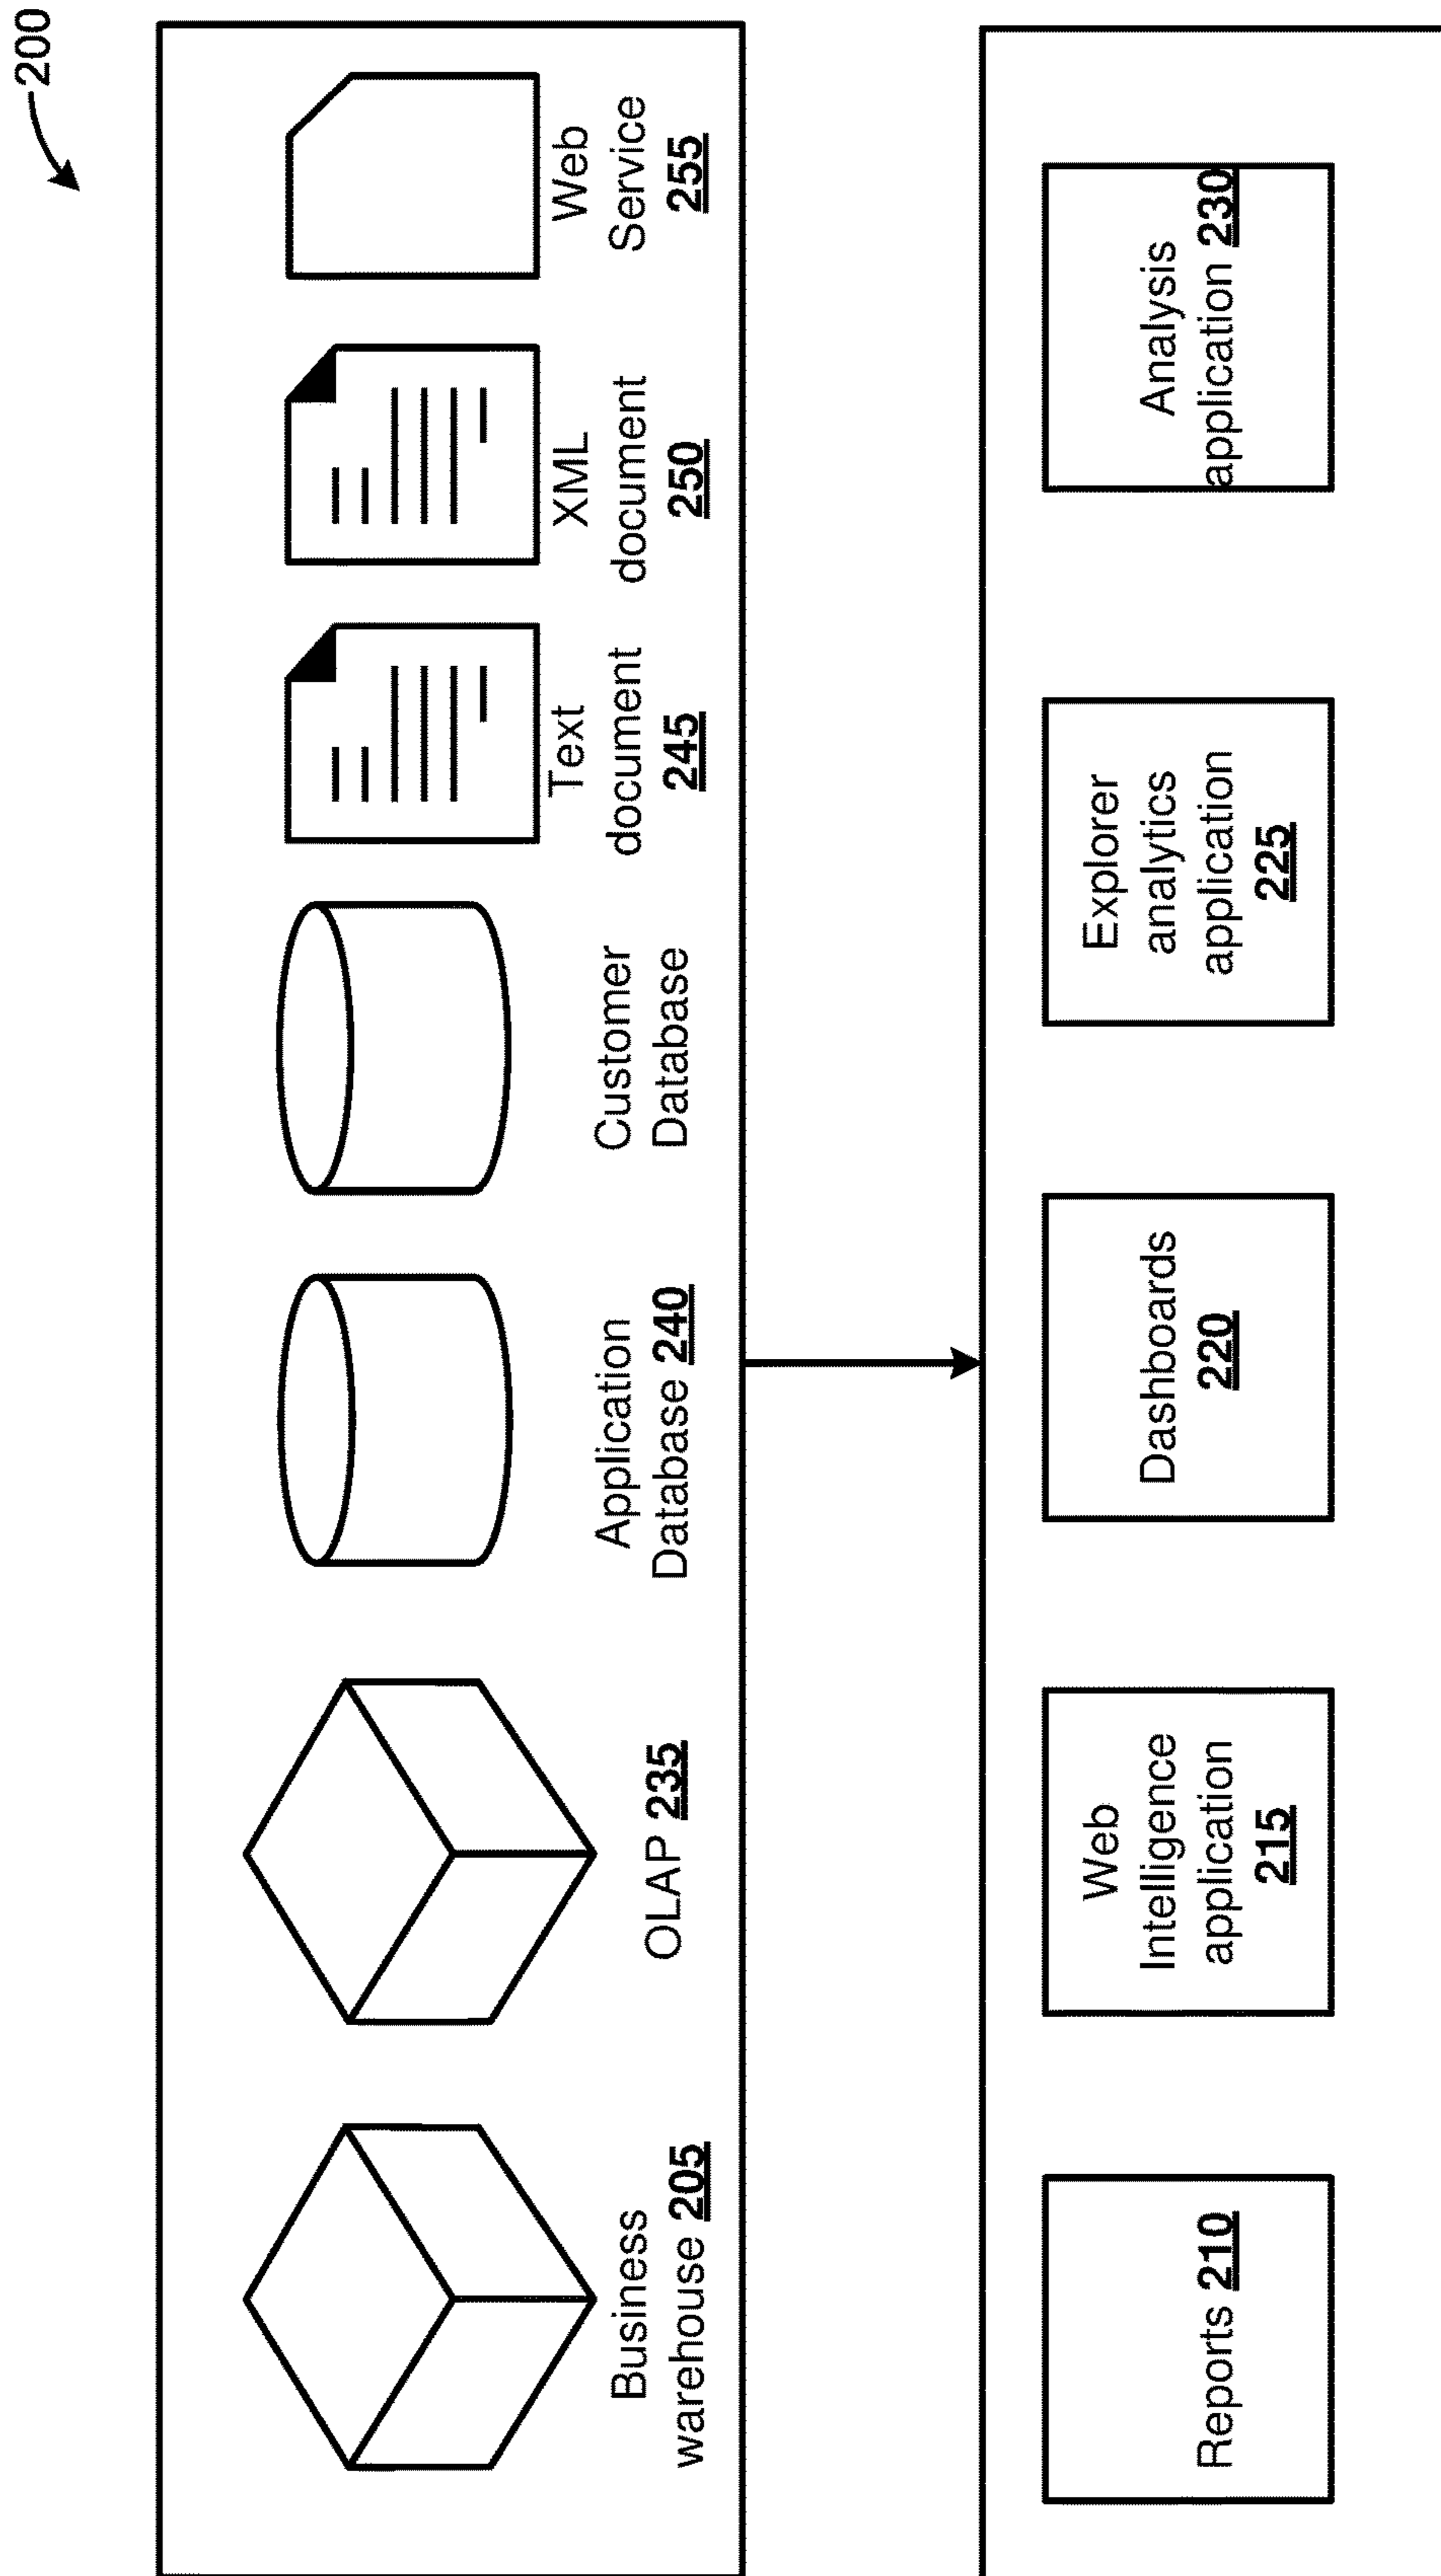 200
Business
warehouse 205
OLAP 235
Application
Database 240
Customer
Database
Text
document
245
XML
document
250
Web
Service
255
Reports 210
Web
Intelligence
application
215
Dashboards
220
Explorer
analytics
application
225
Analysis
application 230